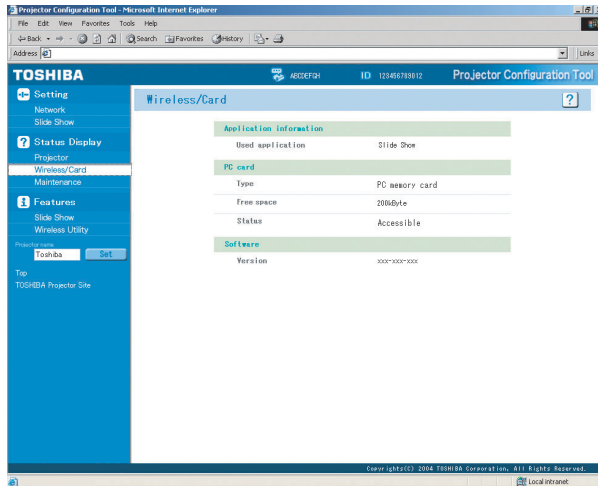 Projector Configuration Tool - Microsoft Internet Explorer
File Edit View Favorites Tools Help
Back Search Favorites History
Address Links
TOSHIBA ABCDEFGH ID 123456789012 Projector Configuration Tool
Setting
Network
Slide Show
Status Display
Projector
Wireless/Card
Maintenance
Features
Slide Show
Wireless Utility
Projector name
Toshiba Set
Top
TOSHIBA Projector Site
Wireless/Card ?
Application information
Used application Slide Show
PC card
Type PC memory card
Free space 200kByte
Status Accessible
Software
Version xxx-xxx-xxx
Copyrights(C) 2004 TOSHIBA Corporation, All Rights Reserved.
Local intranet